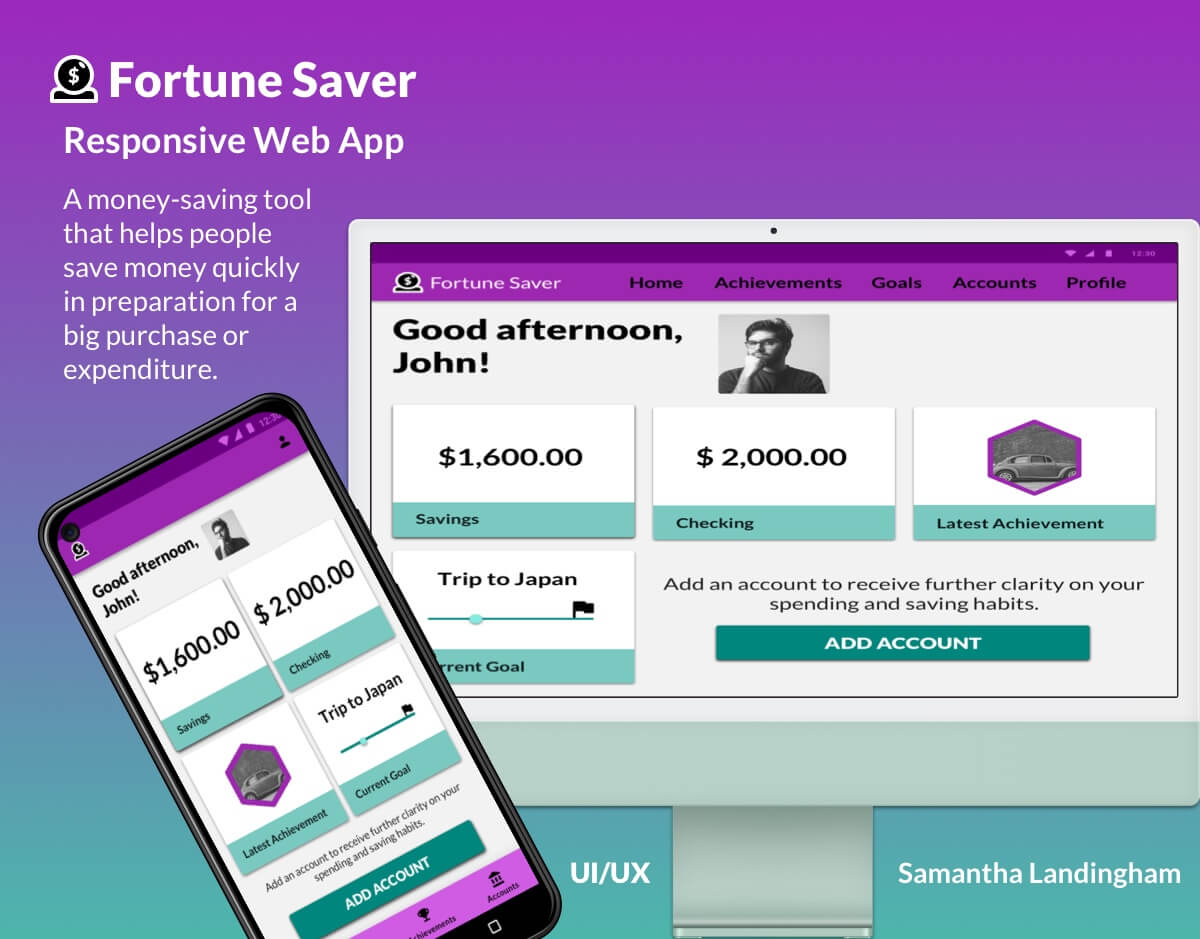 Fortune Saver
Responsive Web App
A money-saving tool
that helps people
save money quickly
in preparation for a
big purchase or
expenditure.
12:30
Fortune Saver
Home
Achievements
Goals
Accounts
Profile
Good afternoon,
John!
$1,600.00
Savings
$ 2,000.00
Checking
Latest Achievement
Trip to Japan
rrent Goal
Add an account to receive further clarity on your
spending and saving habits.
ADD ACCOUNT
12:30
Good afternoon,
John!
$1,600.00
Savings
$ 2,000.00
Checking
Latest Achievement
Trip to Japan
Current Goal
Add an account to receive further clarity on your
spending and saving habits.
ADD ACCOUNT
chievements
Accounts
UI/UX
Samantha Landingham